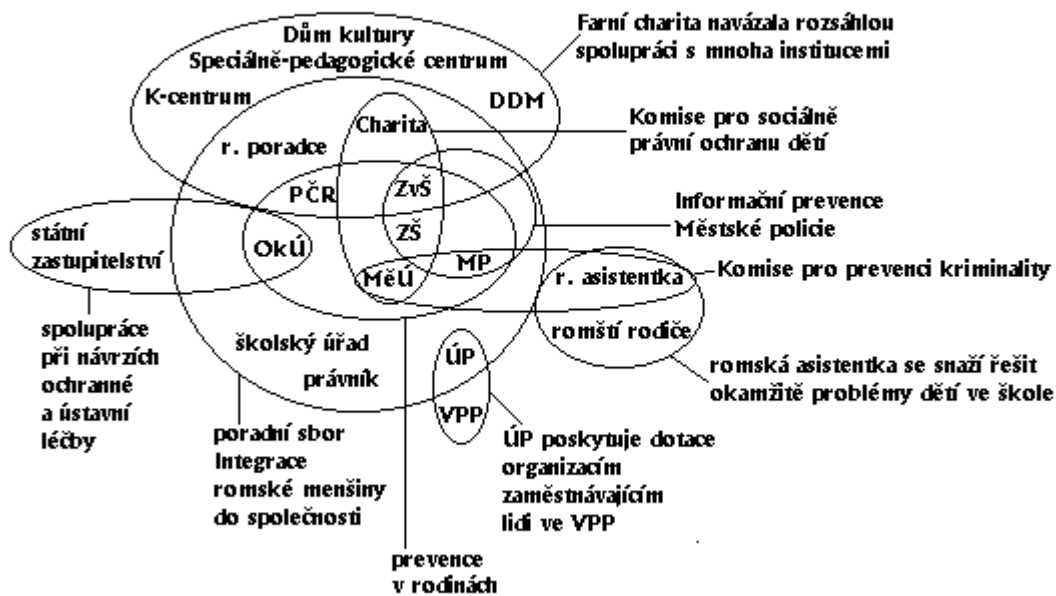 Farní charita navázala rozsáhlou
spolupráci s mnoha institucemi
Dům kultury
Speciálně-pedagogické centrum
K-centrum
DDM
Charita
Komise pro sociálně
právní ochranu dětí
r. poradce
PČR
ZvŠ
Informační prevence
Městské policie
státní
zastupitelství
OkÚ
ZŠ
MP
MěÚ
r. asistentka
Komise pro prevenci kriminality
romští rodiče
spolupráce
při návrzích
ochranné
a ústavní
léčby
školský úřad
právník
ÚP
VPP
romská asistentka se snaží řešit
okamžitě problémy dětí ve škole
poradní sbor
Integrace
romské menšiny
do společnosti
ÚP poskytuje dotace
organizacím
zaměstnávajícím
lidi ve VPP
prevence
v rodinách